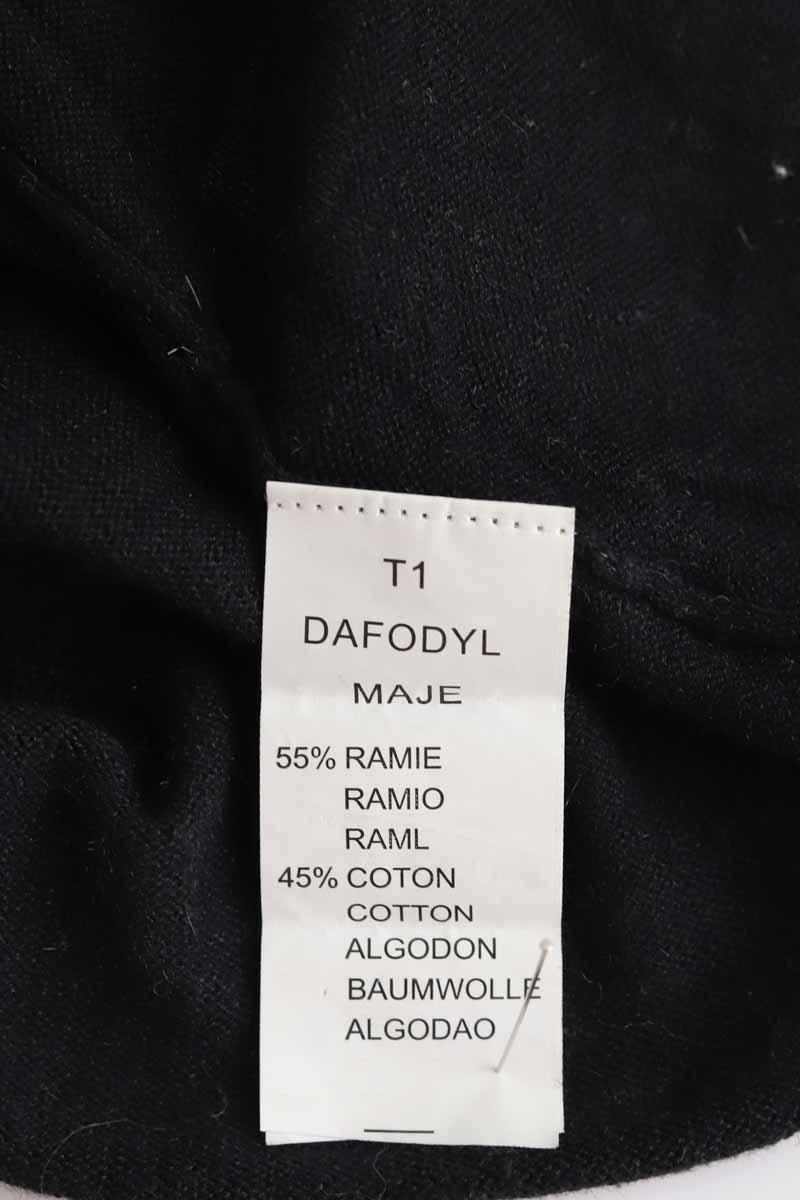 T1
DAFODYL
MAJE
55% RAMIE
RAMIO
RAML
45% COTON
COTTON
ALGODON
BAUMWOLLE
ALGODAO